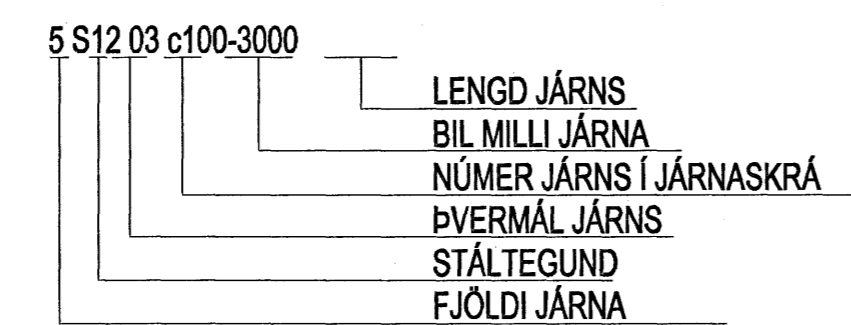 5 S12 03 c100-3000
LENGD JÁRNS
BIL MILLI JÁRNA
NÚMER JÁRNS Í JÁRNASKRÁ
ÞVERMÁL JÁRNS
STÁLTEGUND
FJÖLDI JÁRNA